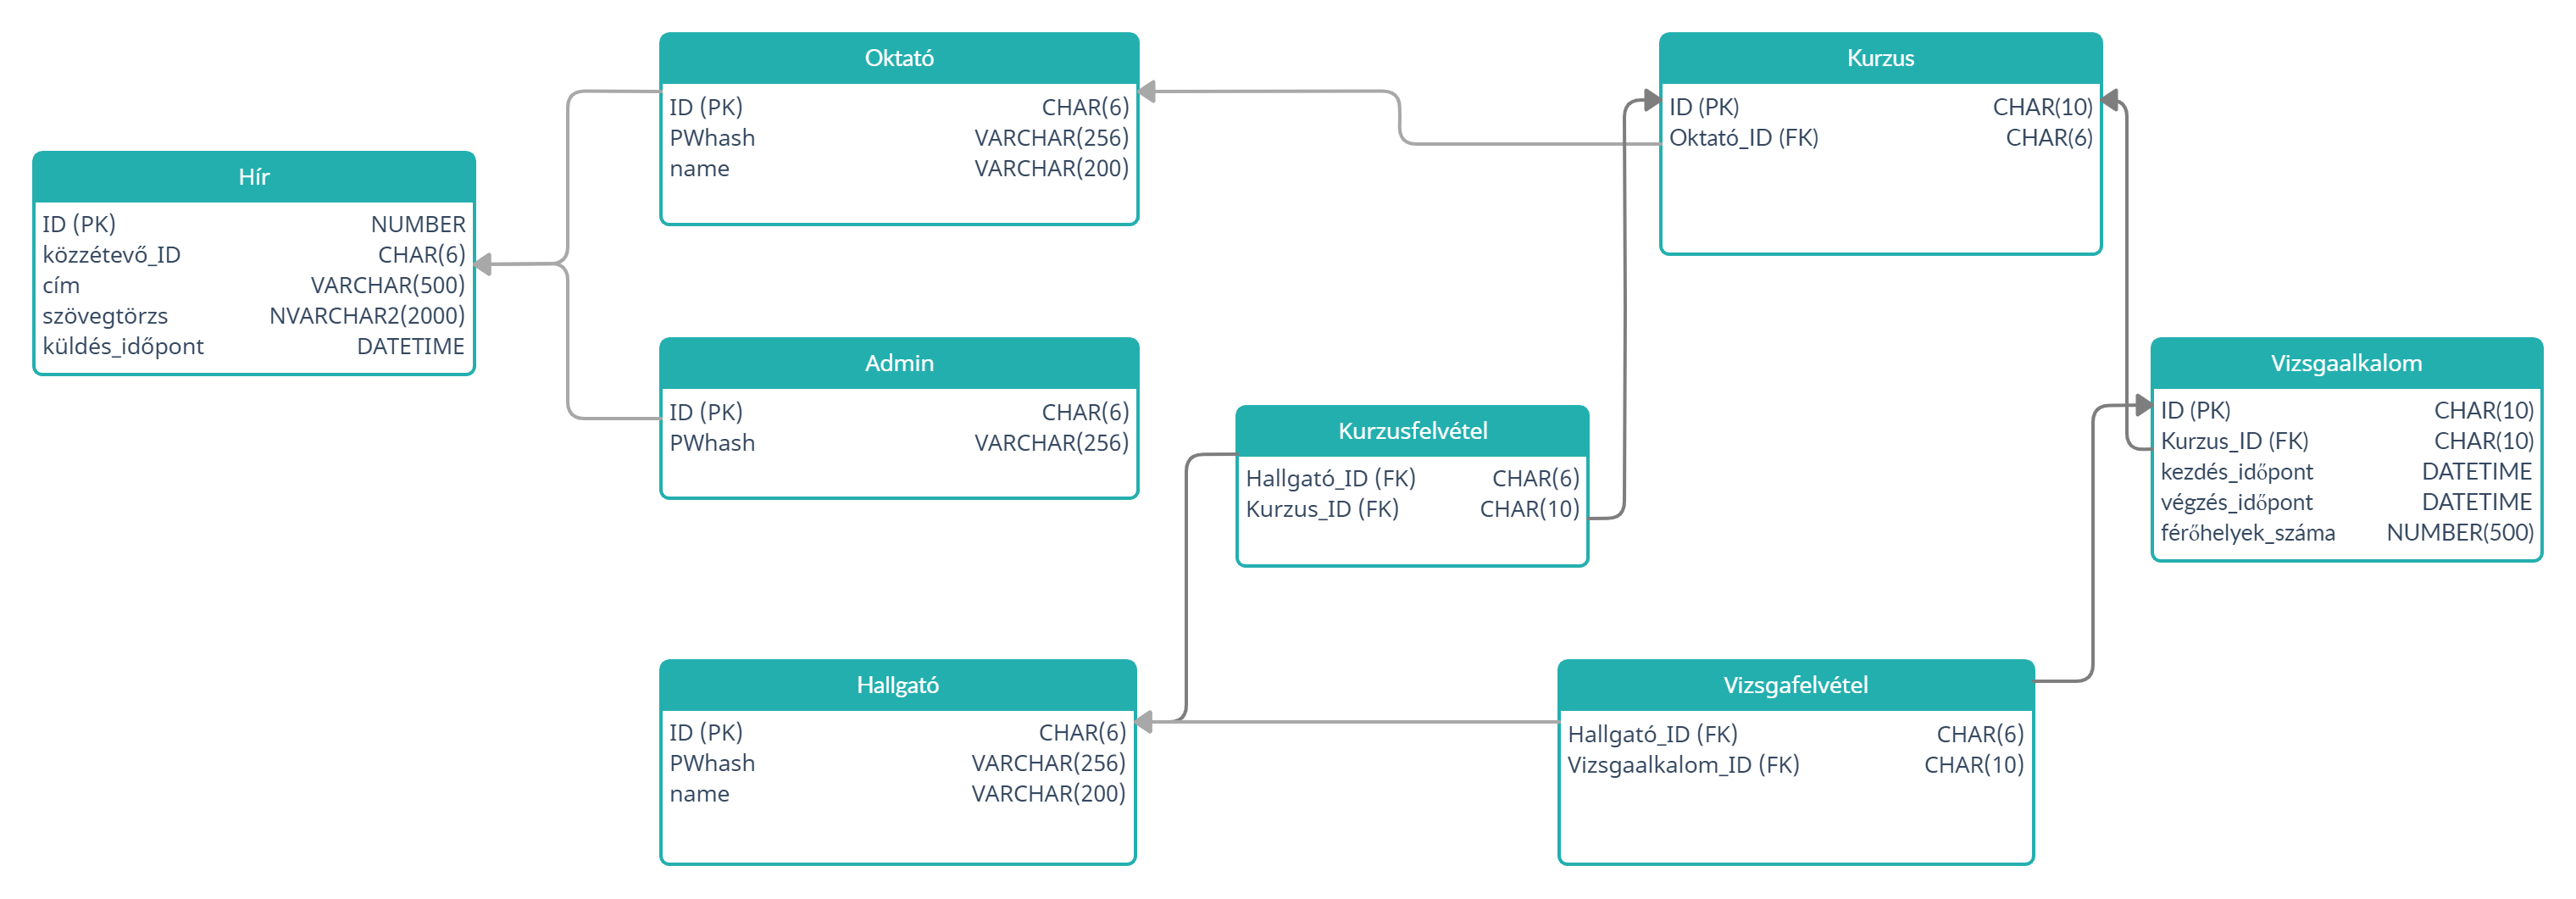 Oktató
ID (PK) CHAR(6)
PWhash VARCHAR(256)
name VARCHAR(200)
Kurzus
ID (PK) CHAR(10)
Oktató_ID (FK) CHAR(6)
Hír
ID (PK) NUMBER
közzétevő_ID CHAR(6)
cím VARCHAR(500)
szövegtörzs NVARCHAR2(2000)
küldés_időpont DATETIME
Admin
ID (PK) CHAR(6)
PWhash VARCHAR(256)
Kurzusfelvétel
Hallgató_ID (FK) CHAR(6)
Kurzus_ID (FK) CHAR(10)
Vizsgaalkalom
ID (PK) CHAR(10)
Kurzus_ID (FK) CHAR(10)
kezdés_időpont DATETIME
végzés_időpont DATETIME
férőhelyek_száma NUMBER(500)
Hallgató
ID (PK) CHAR(6)
PWhash VARCHAR(256)
name VARCHAR(200)
Vizsgafelvétel
Hallgató_ID (FK) CHAR(6)
Vizsgaalkalom_ID (FK) CHAR(10)